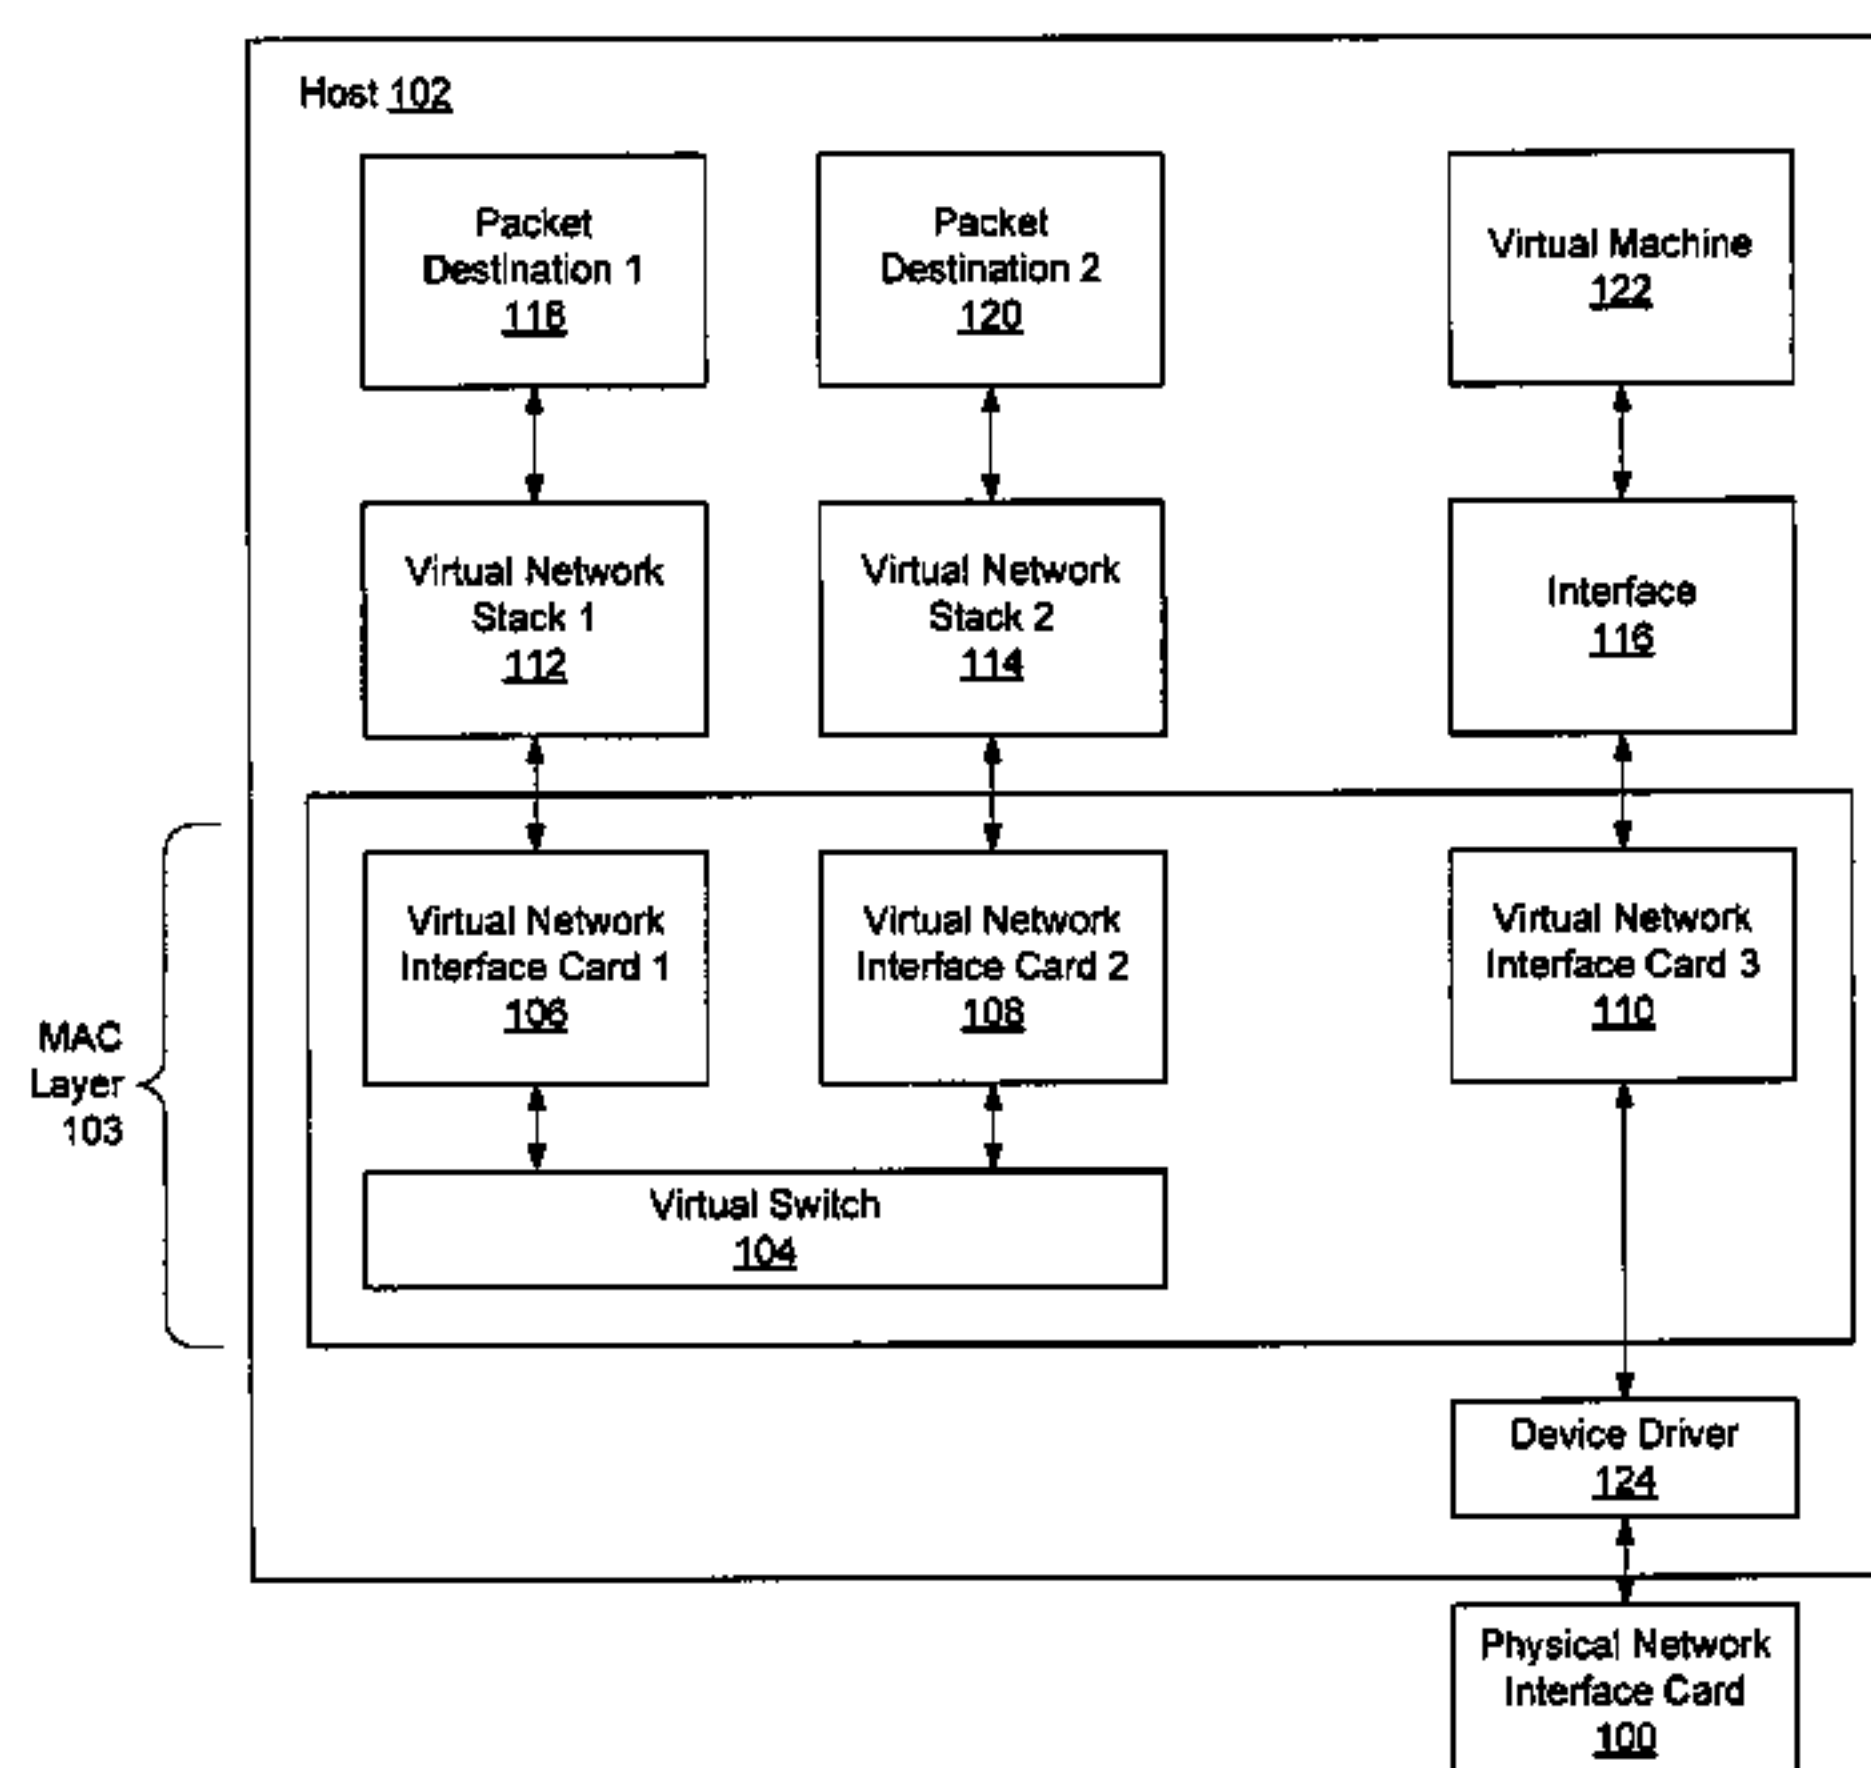 Host 102
Packet
Destination 1
118
Packet
Destination 2
120
Virtual Machine
122
Virtual Network
Stack 1
112
Virtual Network
Stack 2
114
Interface
116
MAC
Layer
103
Virtual Network
Interface Card 1
106
Virtual Network
Interface Card 2
108
Virtual Network
Interface Card 3
110
Virtual Switch
104
Device Driver
124
Physical Network
Interface Card
100